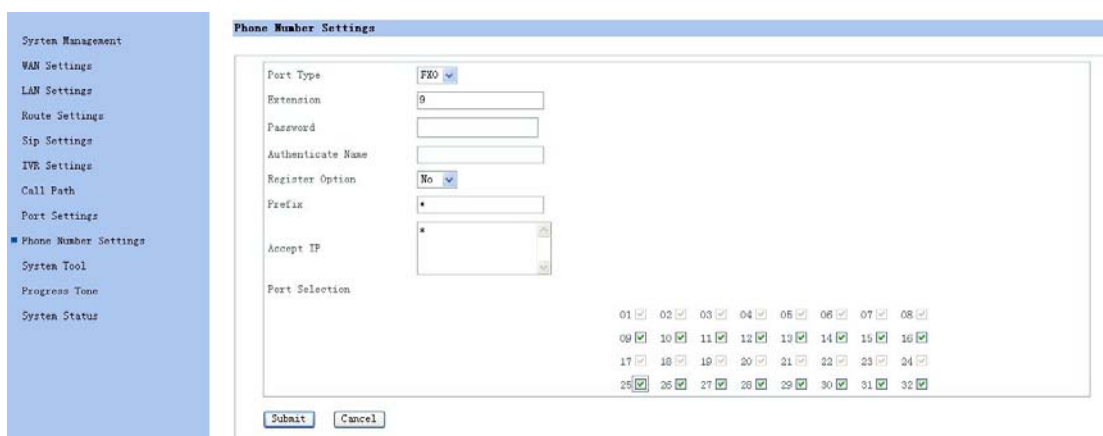 System Management
WAN Settings
LAN Settings
Route Settings
Sip Settings
IVR Settings
Call Path
Port Settings
Phone Number Settings
System Tool
Progress Tone
System Status
Phone Number Settings
Port Type FXO
Extension 9
Password
Authenticate Name
Register Option No
Prefix *
*
Accept IP
Port Selection
01 02 03 04 05 06 07 08
09 10 11 12 13 14 15 16
17 18 19 20 21 22 23 24
25 26 27 28 29 30 31 32
Submit Cancel